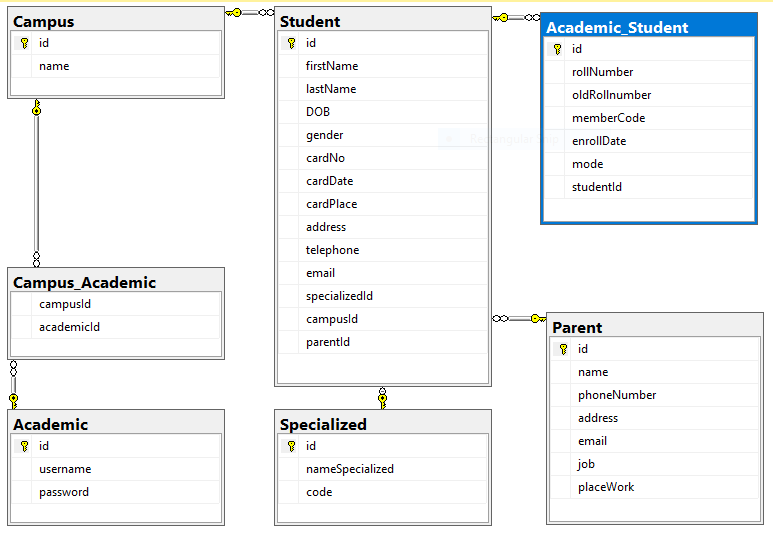 Campus
id
name
Student
id
firstName
lastName
DOB
gender
cardNo
cardDate
cardPlace
address
telephone
email
specializedId
campusId
parentId
Academic_Student
id
rollNumber
oldRollnumber
memberCode
enrollDate
mode
studentId
Campus_Academic
campusId
academicId
Parent
id
name
phoneNumber
address
email
job
placeWork
Academic
id
username
password
Specialized
id
nameSpecialized
code